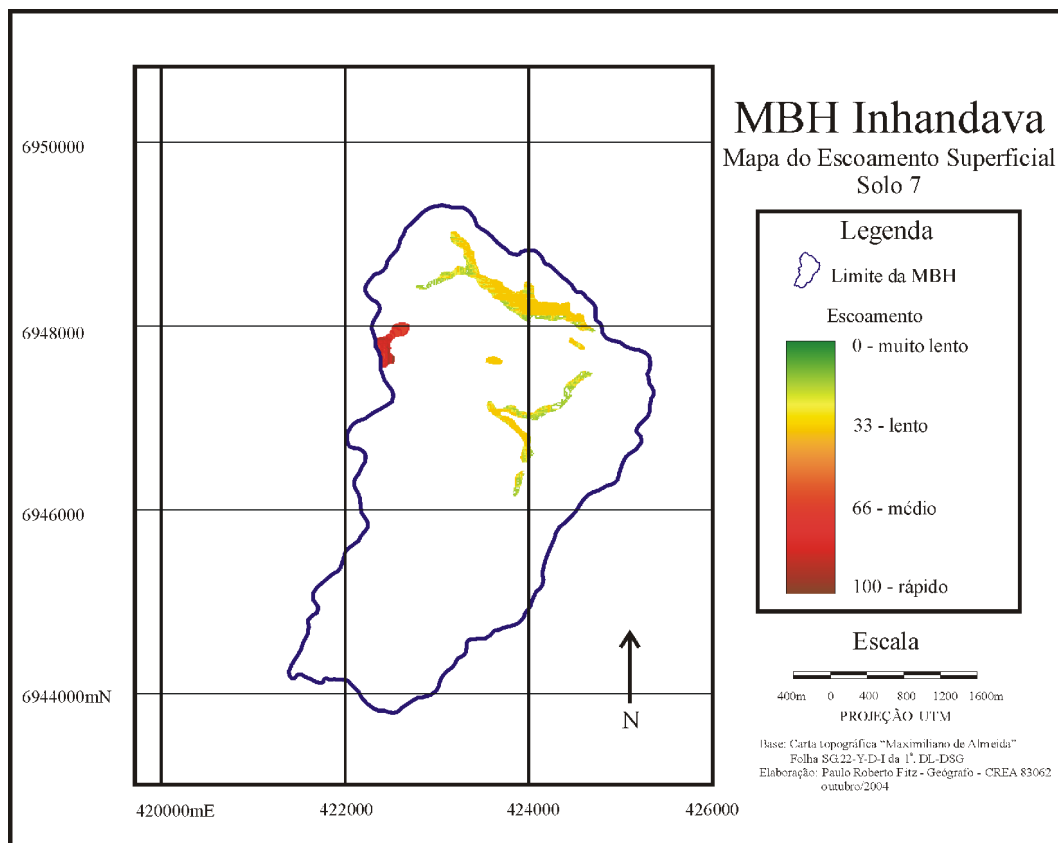 MBH Inhandava
Mapa do Escoamento Superficial
Solo 7
Legenda
Limite da MBH
Escoamento
0 - muito lento
33 - lento
66 - médio
100 - rápido
Escala
400m 0 400 800 1200 1600m
PROJEÇÃO UTM
Base: Carta topográfica "Maximiliano de Almeida"
Folha SG.22-Y-D-I da 1ª. DL-DSG
Elaboração: Paulo Roberto Fitz - Geógrafo - CREA 83062
outubro/2004
6950000
6948000
6946000
6944000mN
420000mE 422000 424000 426000
N